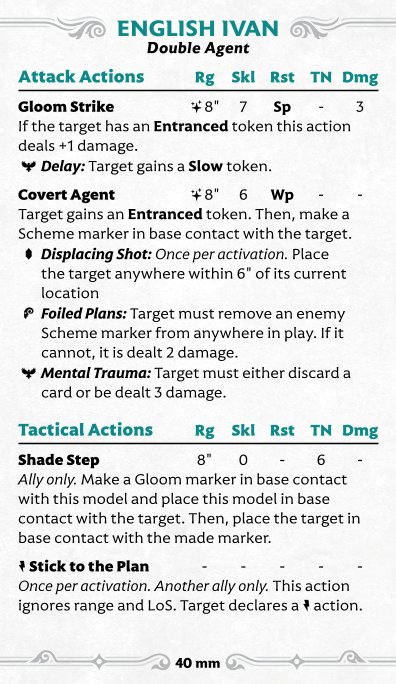 ENGLISH IVAN
Double Agent
Attack Actions Rg Skl Rst TN Dmg
Gloom Strike 8" 7 Sp - 3
If the target has an Entranced token this action
deals +1 damage.
Delay: Target gains a Slow token.
Covert Agent 8" 6 Wp - -
Target gains an Entranced token. Then, make a
Scheme marker in base contact with the target.
Displacing Shot: Once per activation. Place
the target anywhere within 6" of its current
location
Foiled Plans: Target must remove an enemy
Scheme marker from anywhere in play. If it
cannot, it is dealt 2 damage.
Mental Trauma: Target must either discard a
card or be dealt 3 damage.
Tactical Actions Rg Skl Rst TN Dmg
Shade Step 8" 0 - 6 -
Ally only. Make a Gloom marker in base contact
with this model and place this model in base
contact with the target. Then, place the target in
base contact with the made marker.
Stick to the Plan - - - - -
Once per activation. Another ally only. This action
ignores range and LoS. Target declares a action.
40 mm